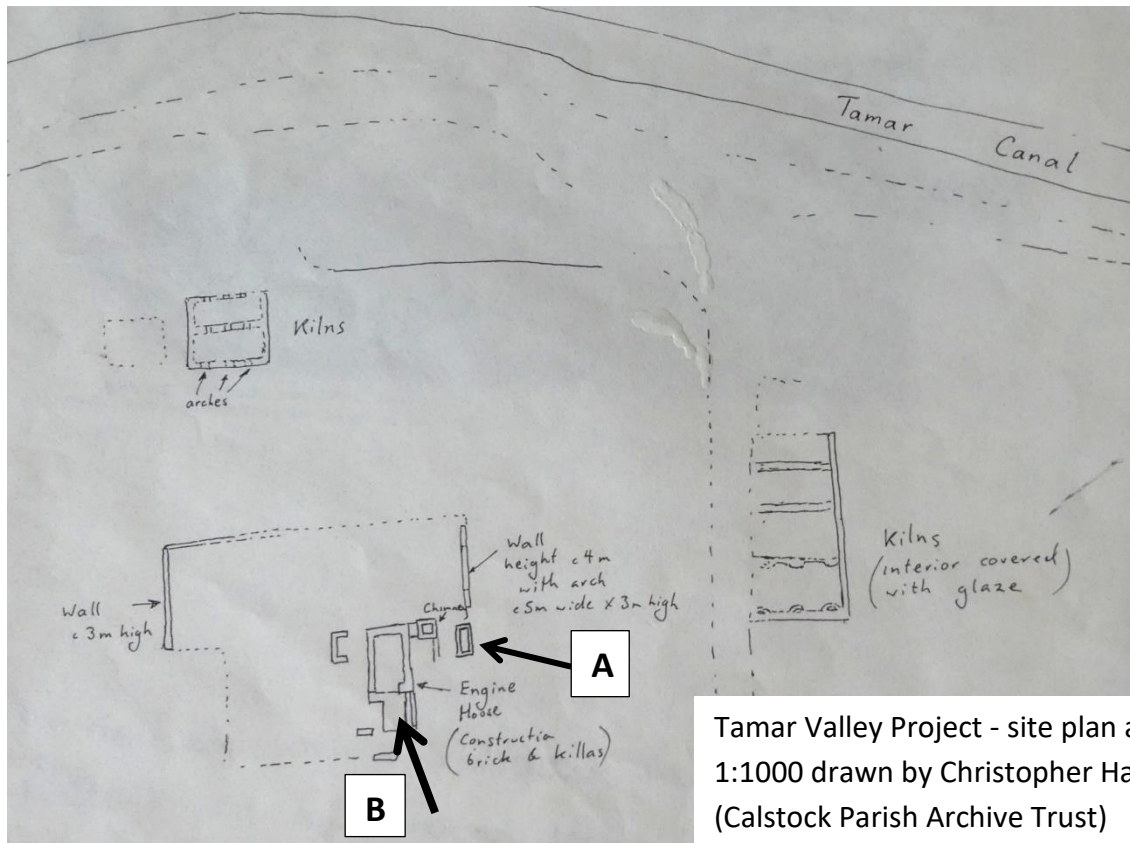 Tamar
Canal
Kilns
arches
Wall
height c4m
with arch
c5m wide x 3m high
Wall
c 3m high
Chimney
A
Engine
House
(Construction
brick & killas)
B
Kilns
(interior covered
with glaze)
Tamar Valley Project - site plan a
1:1000 drawn by Christopher Ha
(Calstock Parish Archive Trust)